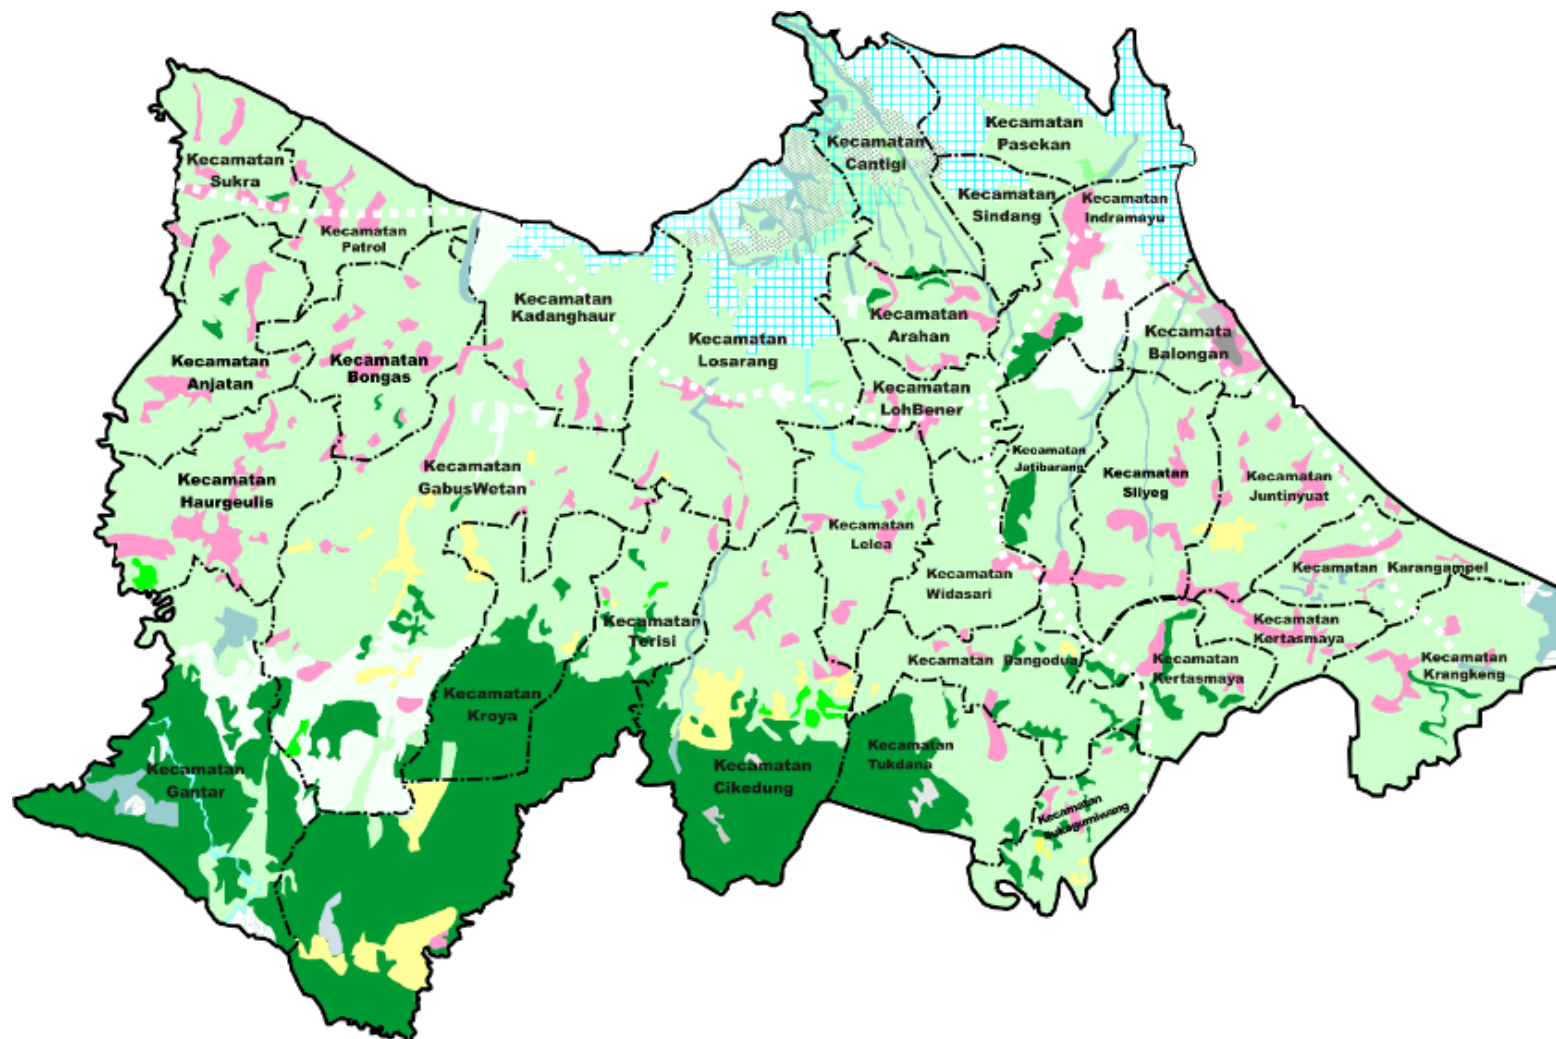 Kecamatan
Pasekan
Kecamatan
Cantigi
Kecamatan
Sukra
Kecamatan
Sindang
Kecamatan
Indramayu
Kecamatan
Patrol
Kecamatan
Kadanghaur
Kecamatan
Losarang
Kecamatan
Arahan
Kecamata
Balongan
Kecamatan
Anjatan
Kecamatan
Bongas
Kecamatan
LohBener
Kecamatan
Jatibarang
Kecamatan
GabusWetan
Kecamatan
Haurgeulis
Kecamatan
Sliyeg
Kecamatan
Juntinyuat
Kecamatan
Lelea
Kecamatan Karangampel
Kecamatan
Widasari
Kecamatan
Terisi
Kecamatan
Kertasmaya
Kecamatan Bangodua
Kecamatan
Kertasmaya
Kecamatan
Krangkeng
Kecamatan
Kroya
Kecamatan
Tukdana
Kecamatan
Gantar
Kecamatan
Cikedung
Kecamatan
Sukagumiwang